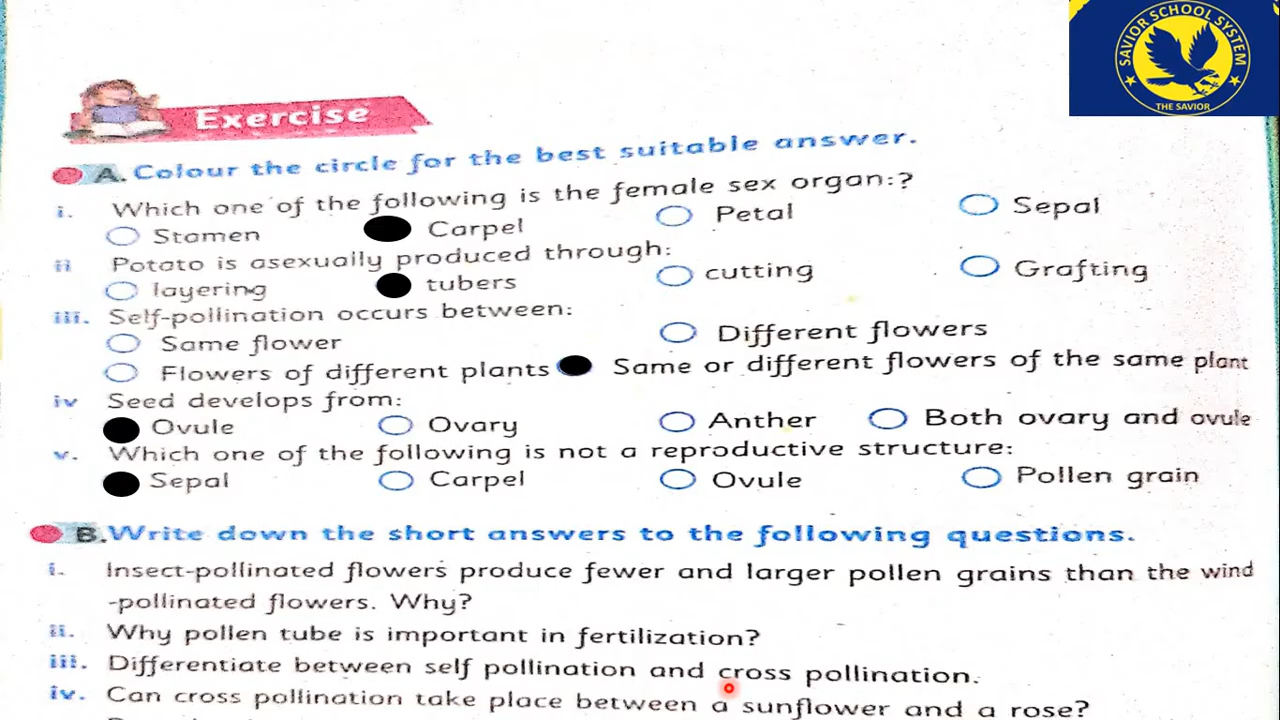 SAVIOR SCHOOL SYSTEM
THE SAVIOR
Exercise
A. Colour the circle for the best suitable answer.
i. Which one of the following is the female sex organ:?
Stamen Carpel Petal Sepal
ii Potato is asexually produced through:
layering tubers cutting Grafting
iii. Self-pollination occurs between:
Same flower Different flowers
Flowers of different plants Same or different flowers of the same plant
iv Seed develops from:
Ovule Ovary Anther Both ovary and ovule
v. Which one of the following is not a reproductive structure:
Sepal Carpel Ovule Pollen grain
B. Write down the short answers to the following questions.
i. Insect-pollinated flowers produce fewer and larger pollen grains than the wind
-pollinated flowers. Why?
ii. Why pollen tube is important in fertilization?
iii. Differentiate between self pollination and cross pollination.
iv. Can cross pollination take place between a sunflower and a rose?